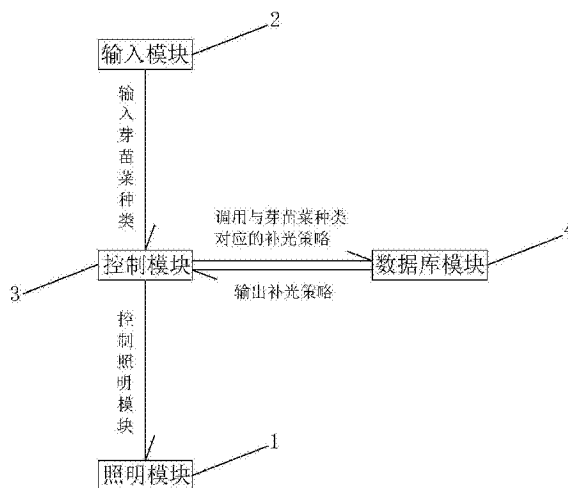 2
输入模块
输入芽苗菜种类
调用与芽苗菜种类
对应的补光策略
4
控制模块
数据库模块
3
输出补光策略
控制照明模块
1
照明模块